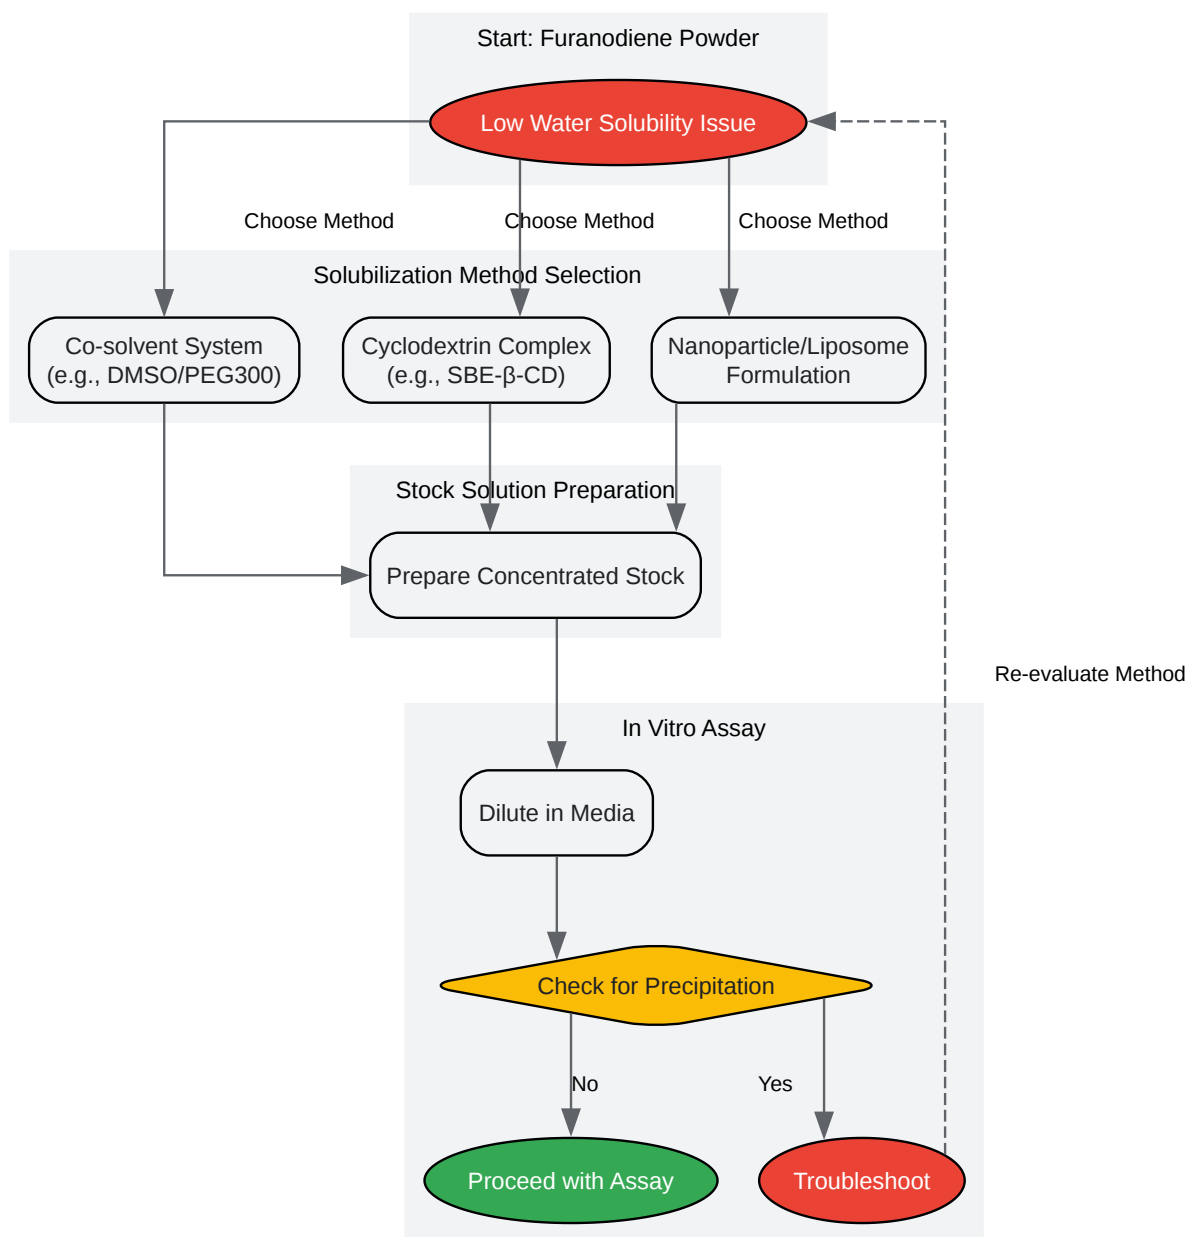 Start: Furanodiene Powder
Low Water Solubility Issue
Choose Method
Choose Method
Choose Method
Solubilization Method Selection
Co-solvent System
(e.g., DMSO/PEG300)
Cyclodextrin Complex
(e.g., SBE-β-CD)
Nanoparticle/Liposome
Formulation
Stock Solution Preparation
Prepare Concentrated Stock
Re-evaluate Method
In Vitro Assay
Dilute in Media
Check for Precipitation
No
Yes
Proceed with Assay
Troubleshoot